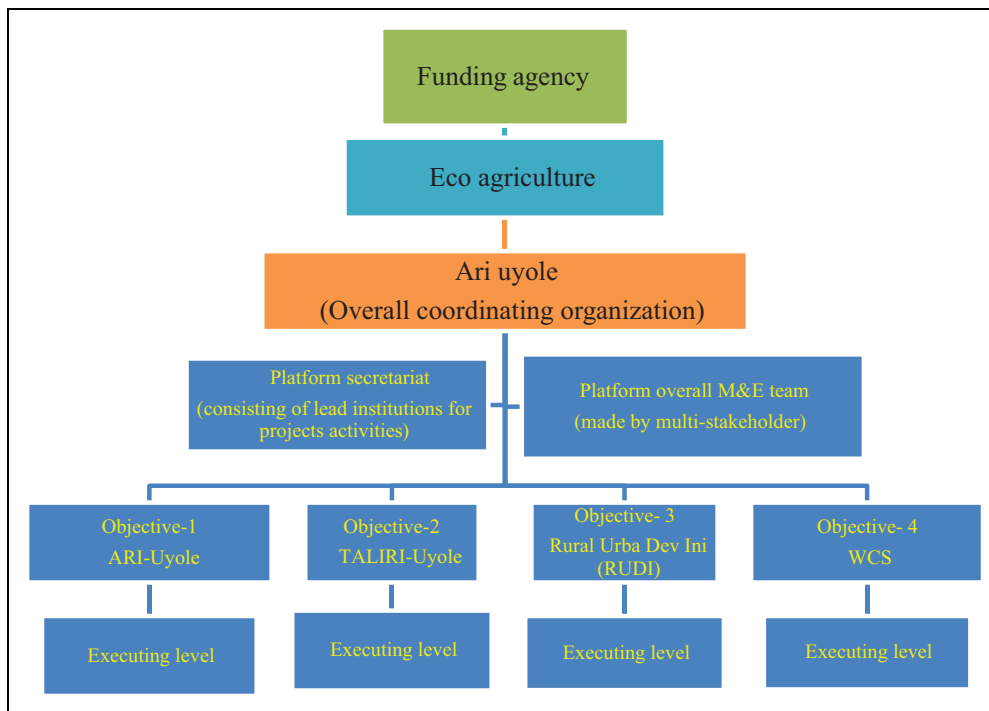 Funding agency
Eco agriculture
Ari uyole
(Overall coordinating organization)
Platform secretariat
(consisting of lead institutions for
projects activities)
Platform overall M&E team
(made by multi-stakeholder)
Objective-1
ARI-Uyole
Objective-2
TALIRI-Uyole
Objective- 3
Rural Urba Dev Ini
(RUDI)
Objective- 4
WCS
Executing level
Executing level
Executing level
Executing level